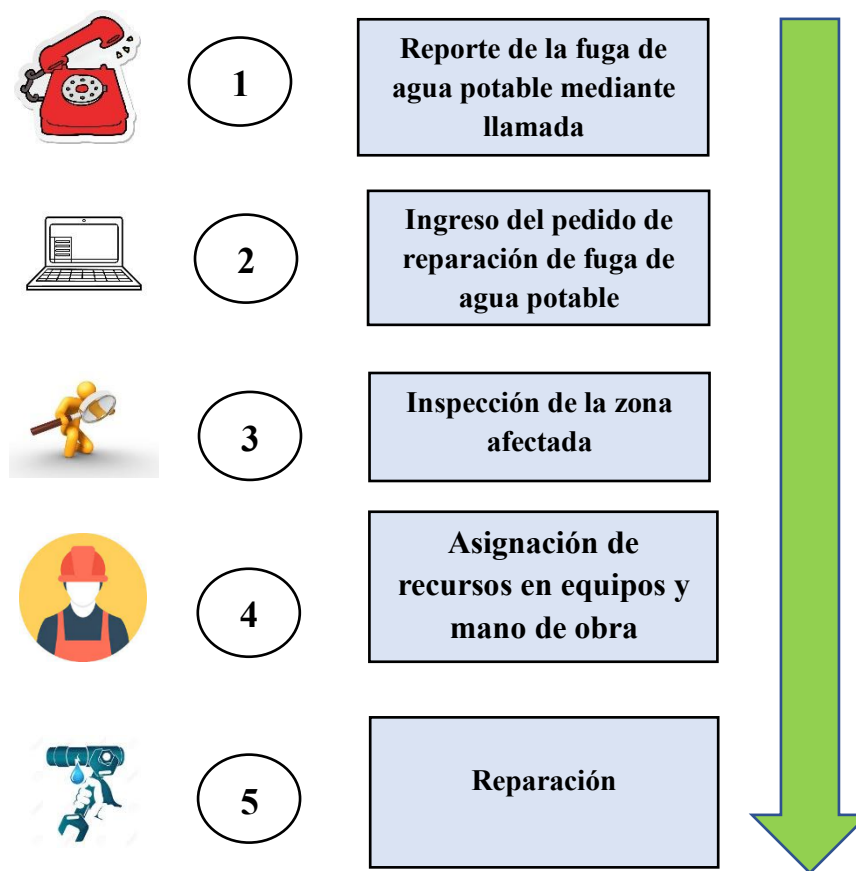 1
Reporte de la fuga de
agua potable mediante
llamada
2
Ingreso del pedido de
reparación de fuga de
agua potable
3
Inspección de la zona
afectada
4
Asignación de
recursos en equipos y
mano de obra
5
Reparación